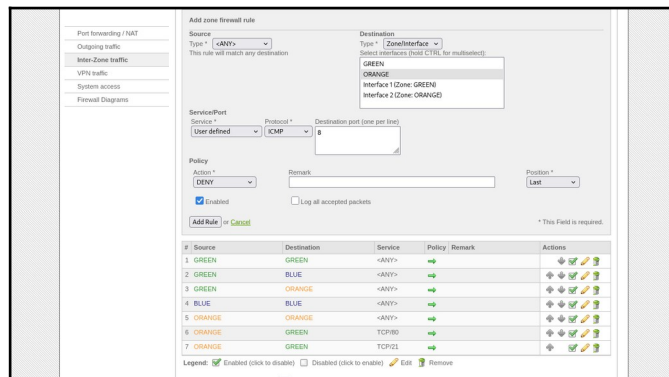 Add zone firewall rule
Port forwarding / NAT
Outgoing traffic
Inter-Zone traffic
VPN traffic
System access
Firewall Diagrams
Source
Type * <ANY>
This rule will match any destination
Destination
Type * Zone/Interface
Select interfaces (hold CTRL for multiselect):
GREEN
ORANGE
Interface 1 (Zone: GREEN)
Interface 2 (Zone: ORANGE)
Service/Port
Service * Protocol * Destination port (one per line)
User defined ICMP 8
Policy
Action * Remark Position *
DENY Last
Enabled Log all accepted packets
Add Rule or Cancel * This Field is required.
# Source Destination Service Policy Remark Actions
1 GREEN GREEN <ANY>
2 GREEN BLUE <ANY>
3 GREEN ORANGE <ANY>
4 BLUE BLUE <ANY>
5 ORANGE ORANGE <ANY>
6 ORANGE GREEN TCP/80
7 ORANGE GREEN TCP/21
Legend: Enabled (click to disable) Disabled (click to enable) Edit Remove